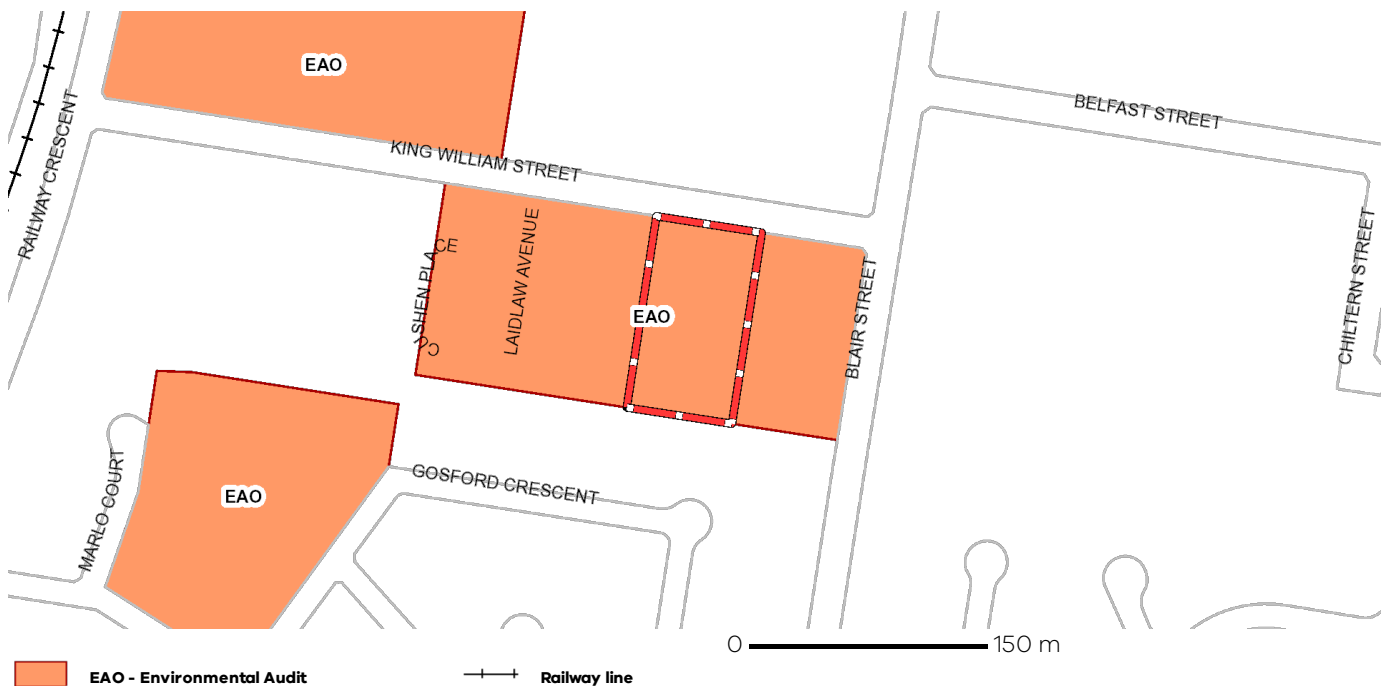 EAO
BELFAST STREET
RAILWAY CRESCENT
KING WILLIAM STREET
LAIDLAW AVENUE
SHEN PLACE
CO
EAO
BLAIR STREET
CHILTERN STREET
GOSFORD CRESCENT
EAO
MARLO COURT
0 150 m
EAO - Environmental Audit
Railway line